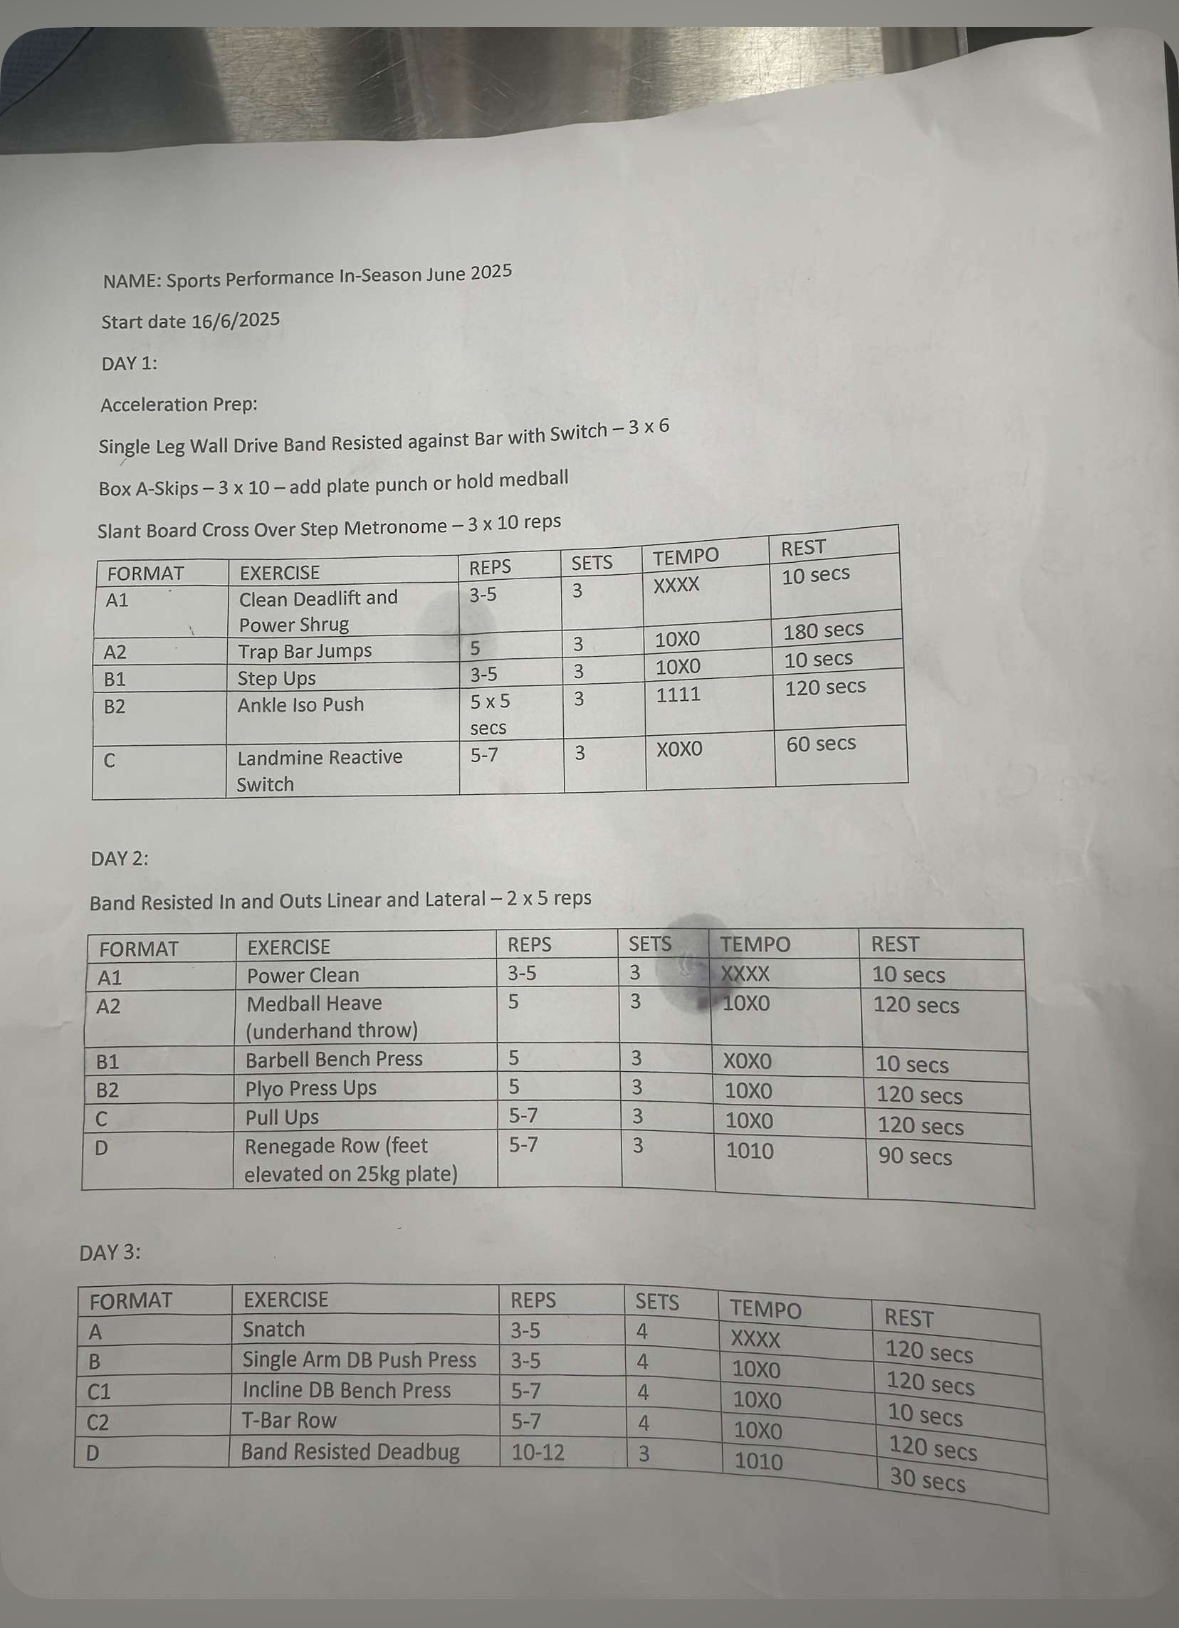 NAME: Sports Performance In-Season June 2025
Start date 16/6/2025
DAY 1:
Acceleration Prep:
Single Leg Wall Drive Band Resisted against Bar with Switch – 3 x 6
Box A-Skips – 3 x 10 – add plate punch or hold medball
Slant Board Cross Over Step Metronome – 3 x 10 reps
FORMAT EXERCISE REPS SETS TEMPO REST
A1 Clean Deadlift and 3-5 3 XXXX 10 secs
Power Shrug
A2 Trap Bar Jumps 5 3 10X0 180 secs
B1 Step Ups 3-5 3 10X0 10 secs
B2 Ankle Iso Push 5 x 5 3 1111 120 secs
secs
C Landmine Reactive 5-7 3 X0X0 60 secs
Switch
DAY 2:
Band Resisted In and Outs Linear and Lateral – 2 x 5 reps
FORMAT EXERCISE REPS SETS TEMPO REST
A1 Power Clean 3-5 3 XXXX 10 secs
A2 Medball Heave 5 3 10X0 120 secs
(underhand throw)
B1 Barbell Bench Press 5 3 X0X0 10 secs
B2 Plyo Press Ups 5 3 10X0 120 secs
C Pull Ups 5-7 3 10X0 120 secs
D Renegade Row (feet 5-7 3 1010 90 secs
elevated on 25kg plate)
DAY 3:
FORMAT EXERCISE REPS SETS TEMPO REST
A Snatch 3-5 4 XXXX 120 secs
B Single Arm DB Push Press 3-5 4 10X0 120 secs
C1 Incline DB Bench Press 5-7 4 10X0 10 secs
C2 T-Bar Row 5-7 4 10X0 120 secs
D Band Resisted Deadbug 10-12 3 1010 30 secs